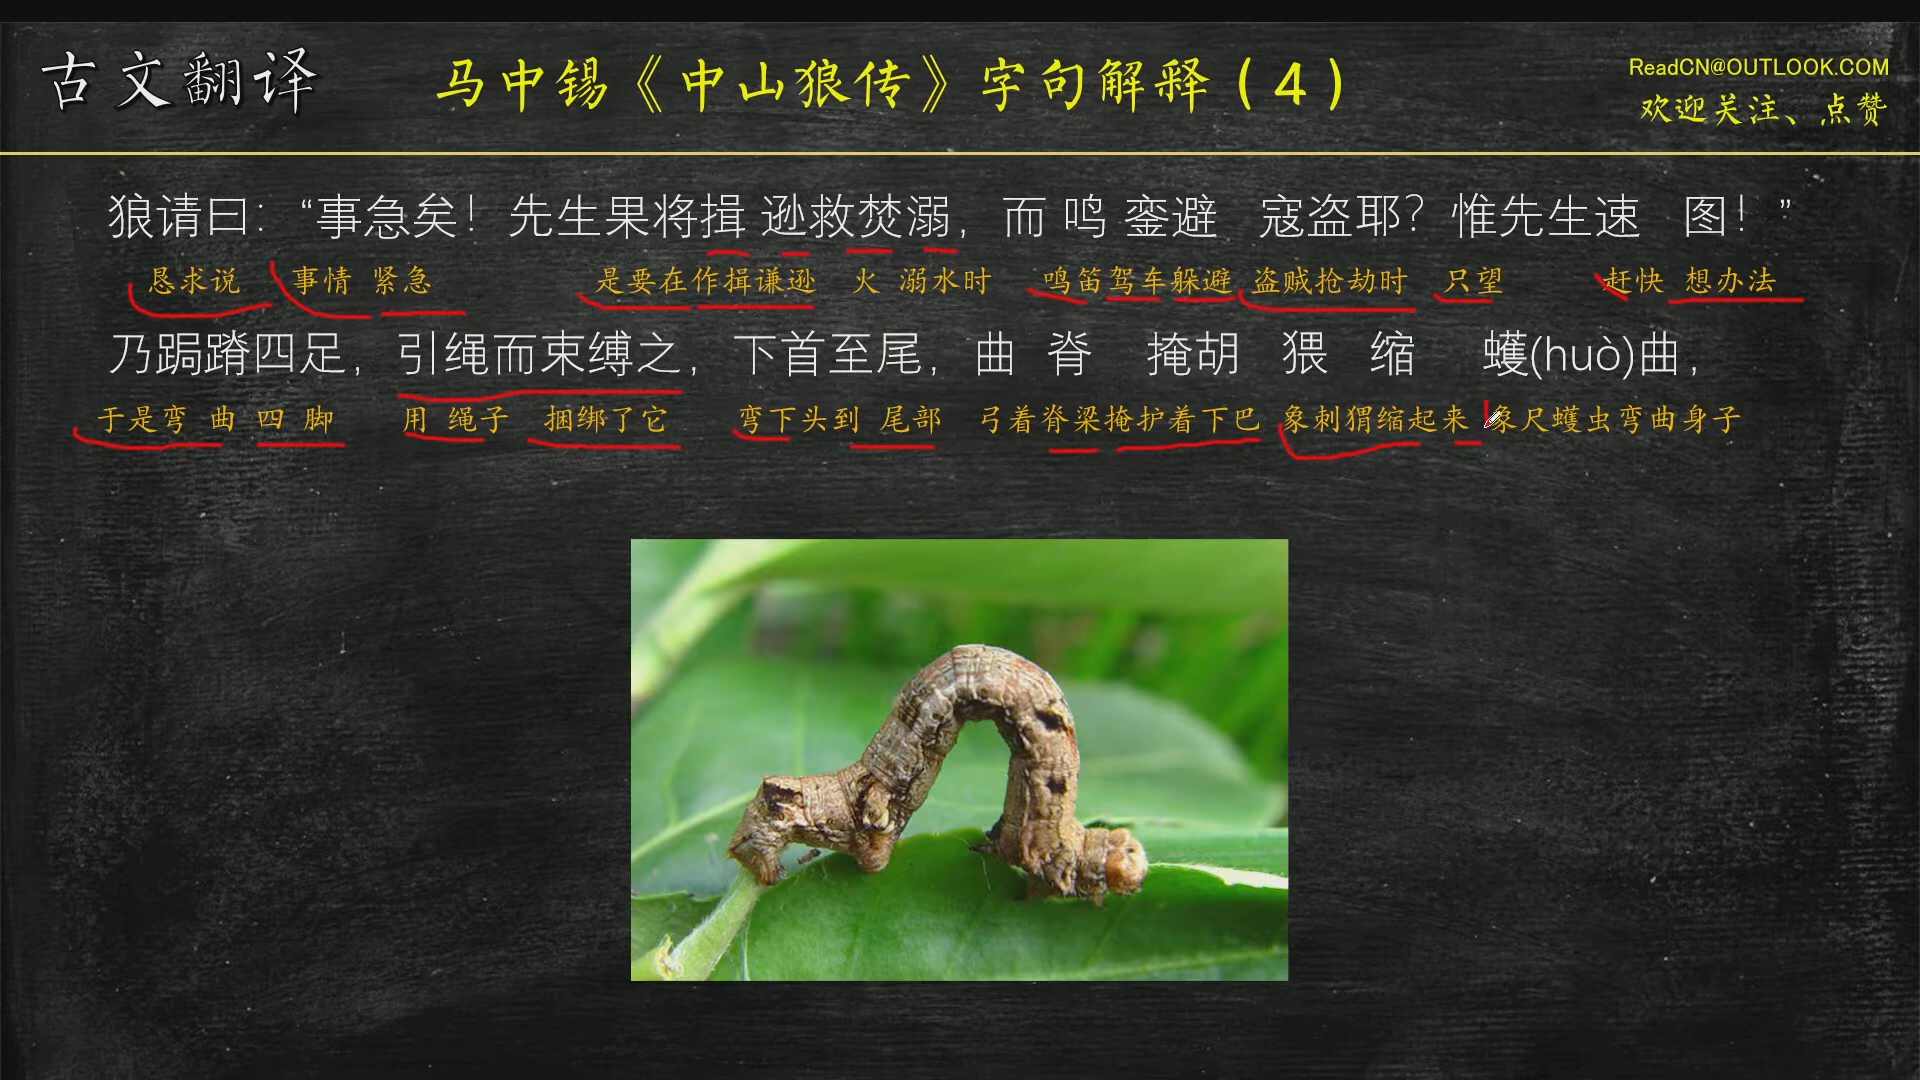 古文翻译
马中锡《中山狼传》字句解释（4）
ReadCN@OUTLOOK.COM
欢迎关注、点赞
狼请曰：“事急矣！先生果将揖逊救焚溺，而鸣銮避寇盗耶？惟先生速图！”
恳求说 事情 紧急 是要在作揖谦逊 火 溺水时 鸣笛驾车躲避 盗贼抢劫时 只望 赶快 想办法
乃跼蹐四足，引绳而束缚之，下首至尾，曲脊掩胡猬缩蠖(huò)曲，
于是弯 曲 四 脚 用 绳子 捆绑了它 弯下头到 尾部 弓着脊梁掩护着下巴 象刺猬缩起来 象尺蠖虫弯曲身子